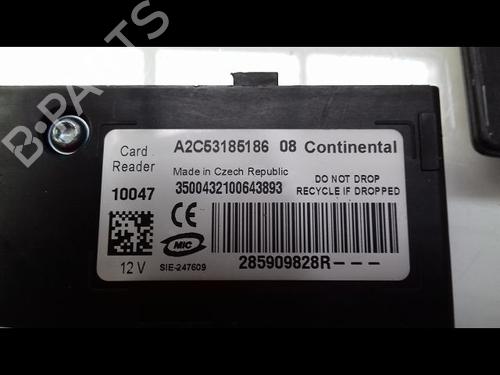 B-PARTS
Card Reader
A2C53185186 08 Continental
Made in Czech Republic
DO NOT DROP
RECYCLE IF DROPPED
10047
3500432100643893
CE
MIC
12 V
SIE-247609
285909828R---